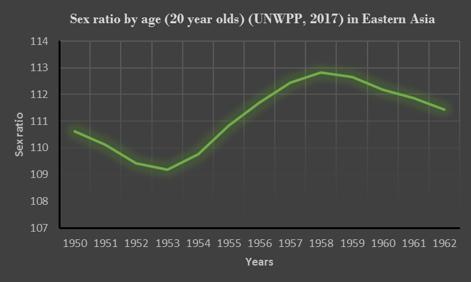 Sex ratio by age (20 year olds) (UNWPP, 2017) in Eastern Asia
114
113
112
111
110
109
108
107
Sex ratio
1950 1951 1952 1953 1954 1955 1956 1957 1958 1959 1960 1961 1962
Years